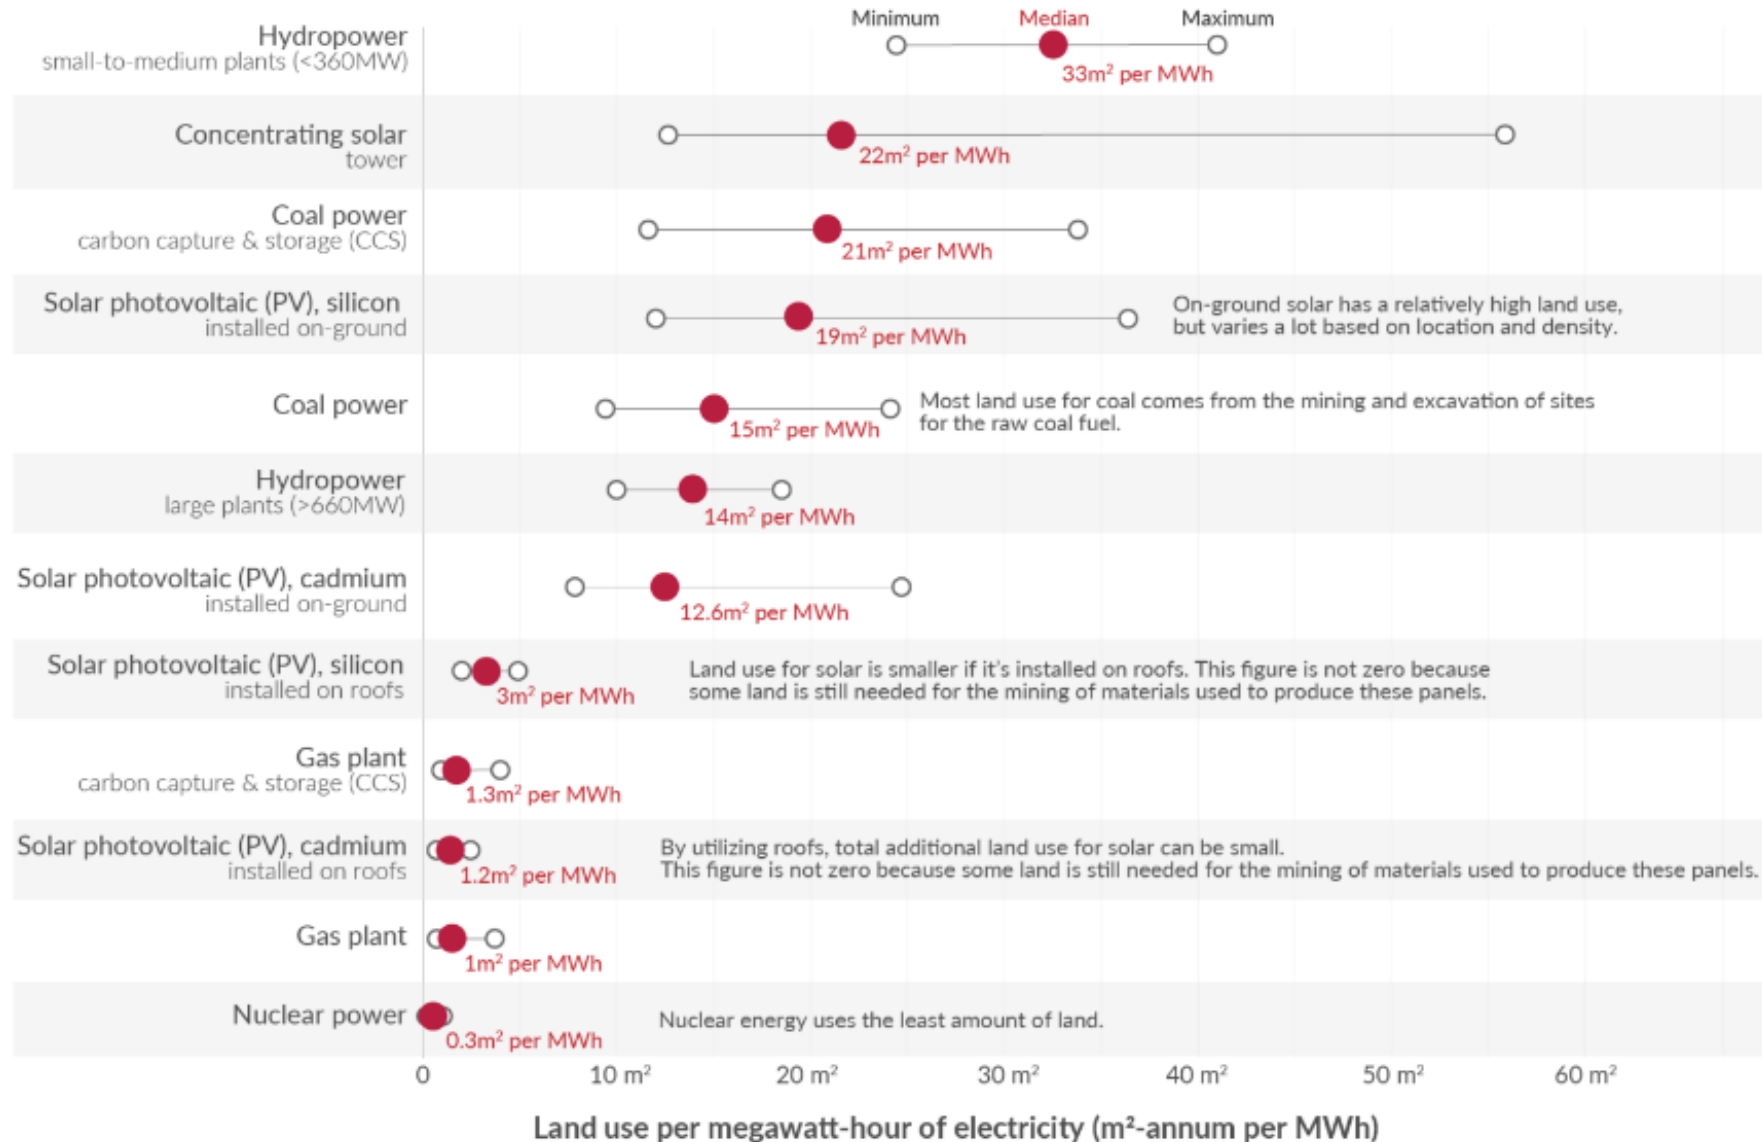 Minimum Median Maximum
Hydropower
small-to-medium plants (<360MW)
33m² per MWh
Concentrating solar
tower
22m² per MWh
Coal power
carbon capture & storage (CCS)
21m² per MWh
Solar photovoltaic (PV), silicon
installed on-ground
19m² per MWh
On-ground solar has a relatively high land use,
but varies a lot based on location and density.
Coal power
15m² per MWh
Most land use for coal comes from the mining and excavation of sites
for the raw coal fuel.
Hydropower
large plants (>660MW)
14m² per MWh
Solar photovoltaic (PV), cadmium
installed on-ground
12.6m² per MWh
Solar photovoltaic (PV), silicon
installed on roofs
3m² per MWh
Land use for solar is smaller if it's installed on roofs. This figure is not zero because
some land is still needed for the mining of materials used to produce these panels.
Gas plant
carbon capture & storage (CCS)
1.3m² per MWh
Solar photovoltaic (PV), cadmium
installed on roofs
1.2m² per MWh
By utilizing roofs, total additional land use for solar can be small.
This figure is not zero because some land is still needed for the mining of materials used to produce these panels.
Gas plant
1m² per MWh
Nuclear power
0.3m² per MWh
Nuclear energy uses the least amount of land.
0 10 m² 20 m² 30 m² 40 m² 50 m² 60 m²
Land use per megawatt-hour of electricity (m²-annum per MWh)